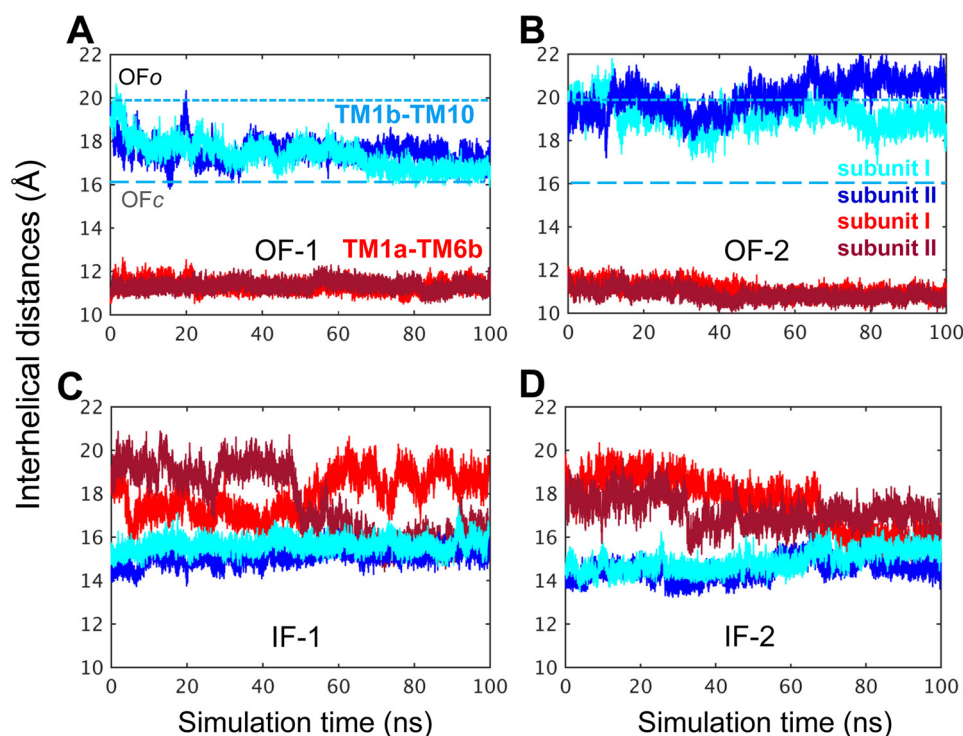 A
B
22
20
18
16
14
12
10
OFo
TM1b-TM10
OFc
OF-1
TM1a-TM6b
0
20
40
60
80
100
22
20
18
16
14
12
10
subunit I
subunit II
subunit I
subunit II
OF-2
0
20
40
60
80
100
Interhelical distances (Å)
C
D
22
20
18
16
14
12
10
IF-1
0
20
40
60
80
100
Simulation time (ns)
22
20
18
16
14
12
10
IF-2
0
20
40
60
80
100
Simulation time (ns)